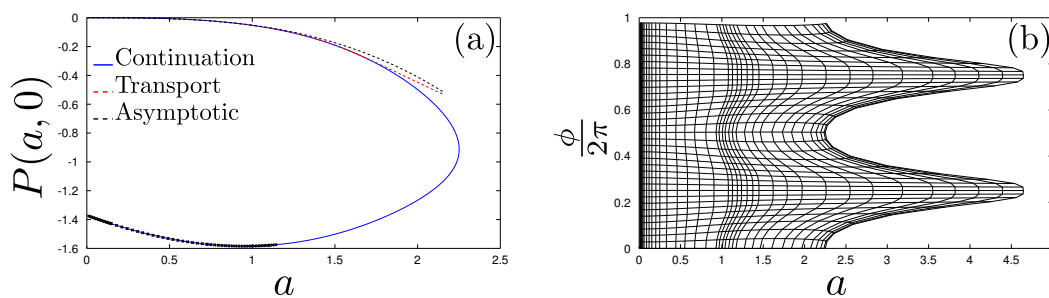 (a)
0
-0.2
-0.4
-0.6
-0.8
-1
-1.2
-1.4
-1.6
P(a, 0)
Continuation
Transport
Asymptotic
0 0.5 1 1.5 2 2.5
a
(b)
1
0.8
0.6
0.4
0.2
0
ϕ
2π
0 0.5 1 1.5 2 2.5 3 3.5 4 4.5
a